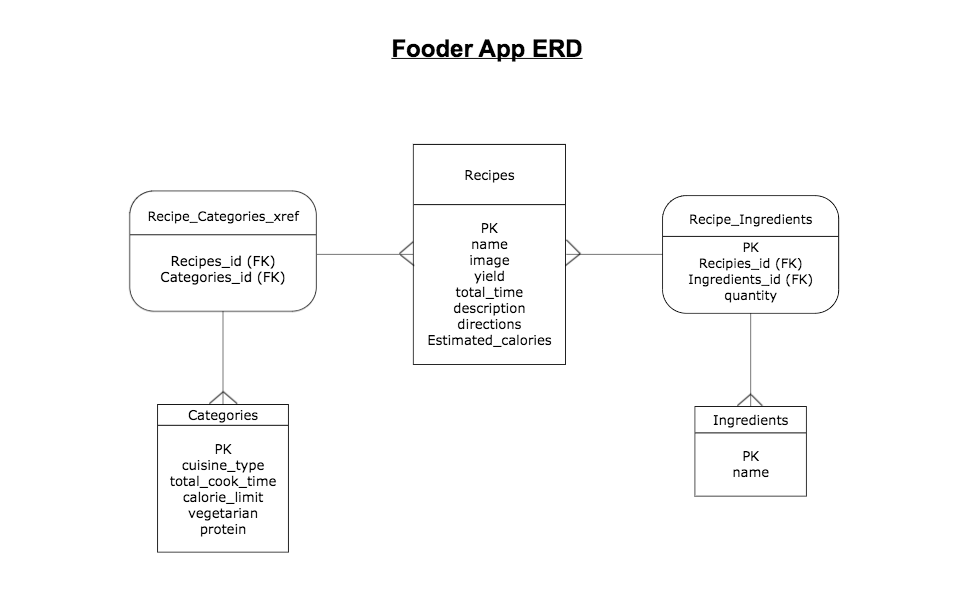 Fooder App ERD
Recipes
PK
name
image
yield
total_time
description
directions
Estimated_calories
Recipe_Categories_xref
Recipes_id (FK)
Categories_id (FK)
Recipe_Ingredients
PK
Recipies_id (FK)
Ingredients_id (FK)
quantity
Categories
PK
cuisine_type
total_cook_time
calorie_limit
vegetarian
protein
Ingredients
PK
name